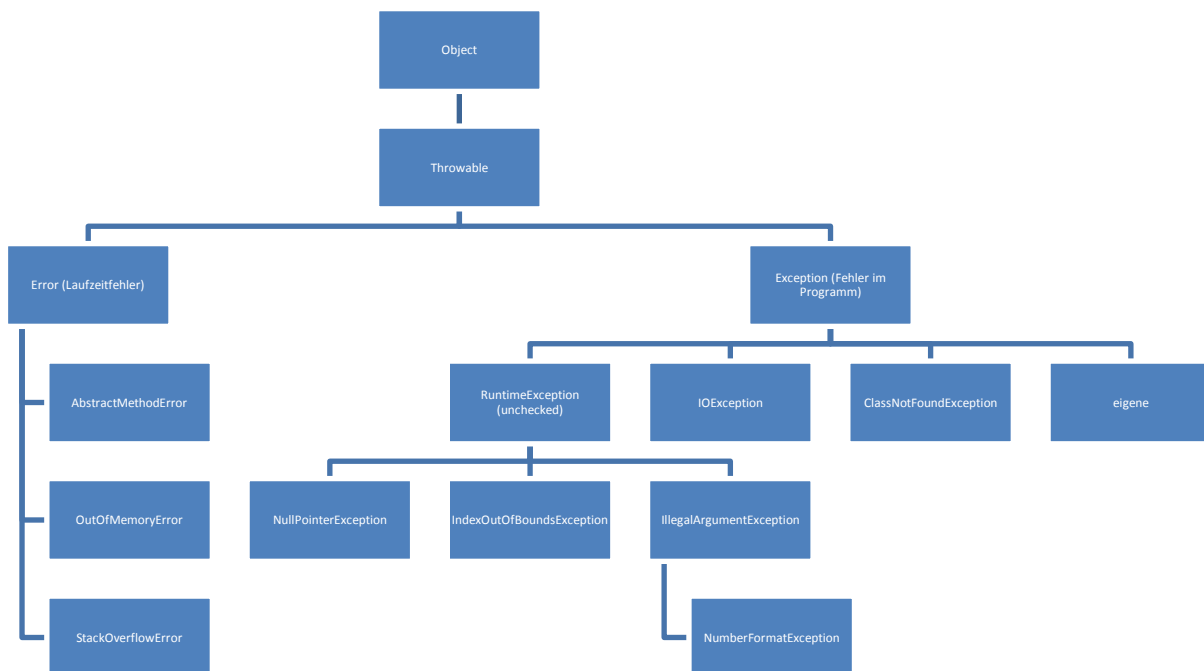 Object
Throwable
Error (Laufzeitfehler)
Exception (Fehler im
Programm)
AbstractMethodError
RuntimeException
(unchecked)
IOException
ClassNotFoundException
eigene
OutOfMemoryError
NullPointerException
IndexOutOfBoundsException
IllegalArgumentException
StackOverflowError
NumberFormatException